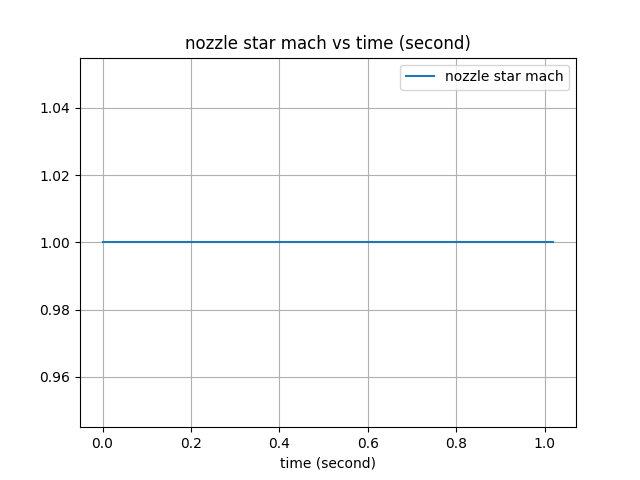 nozzle star mach vs time (second)
nozzle star mach
1.04
1.02
1.00
0.98
0.96
0.0 0.2 0.4 0.6 0.8 1.0
time (second)